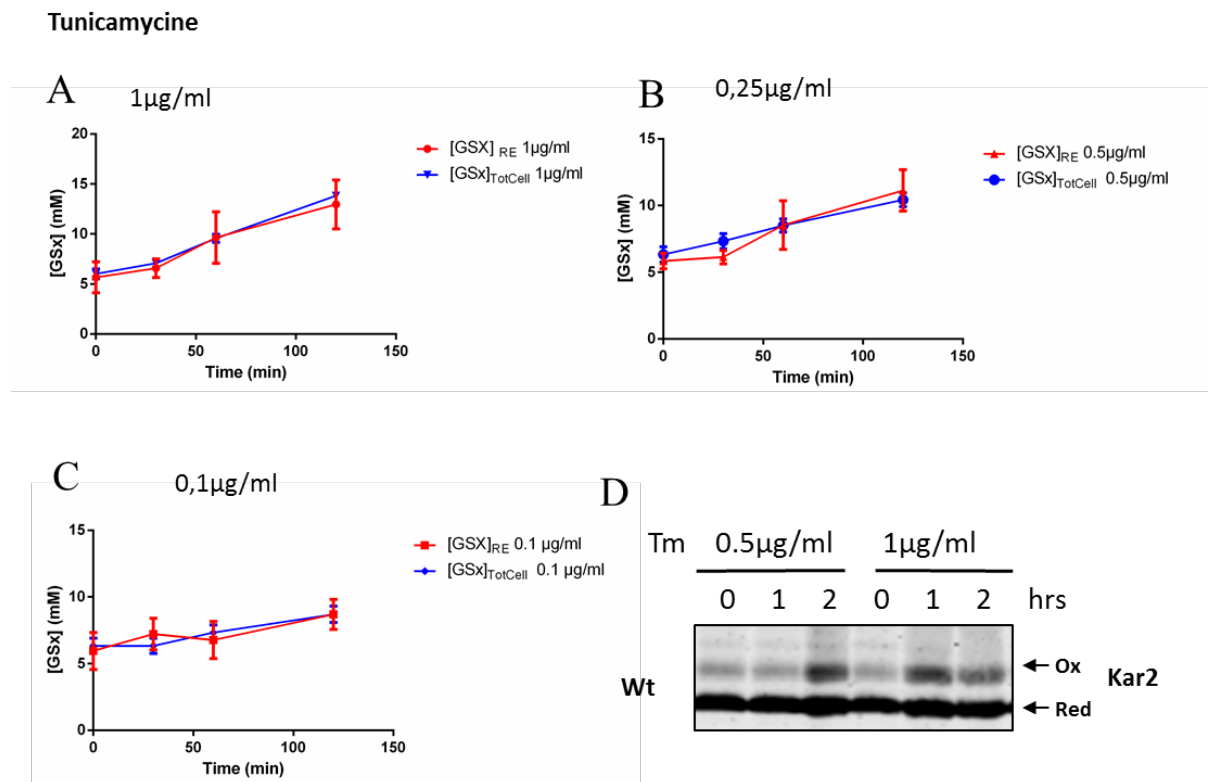 Tunicamycine
A
1µg/ml
20
15
10
5
0
[GSx] (mM)
0 50 100 150
Time (min)
[GSX] RE 1µg/ml
[GSx]TotCell 1µg/ml
B
0,25µg/ml
15
10
5
0
[GSx] (mM)
0 50 100 150
Time (min)
[GSX]RE 0.5µg/ml
[GSx]TotCell 0.5µg/ml
C
0,1µg/ml
15
10
5
0
[GSx] (mM)
0 50 100 150
Time (min)
[GSX]RE 0.1 µg/ml
[GSx]TotCell 0.1 µg/ml
D
Tm 0.5µg/ml 1µg/ml
0 1 2 0 1 2 hrs
Wt
Ox
Kar2
Red